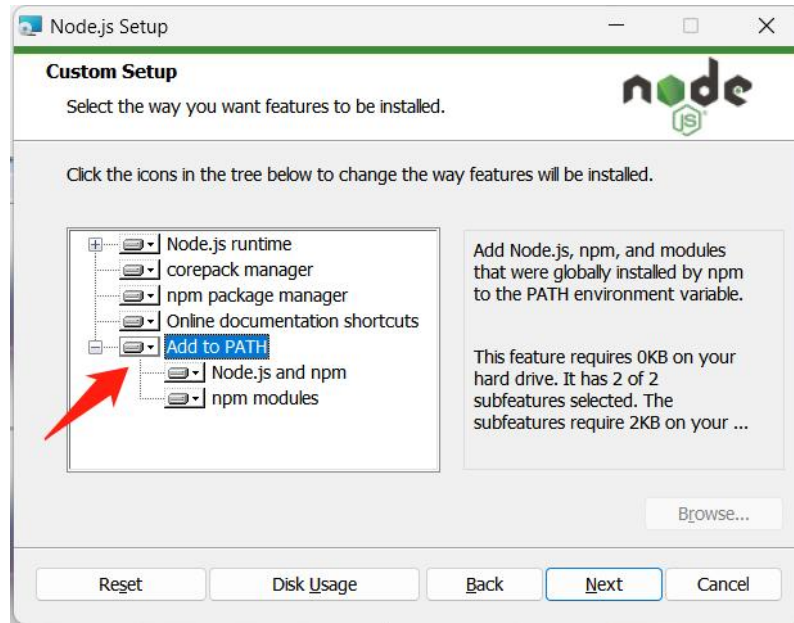 Node.js Setup
Custom Setup
Select the way you want features to be installed.
node
JS
Click the icons in the tree below to change the way features will be installed.
Node.js runtime
corepack manager
npm package manager
Online documentation shortcuts
Add to PATH
Node.js and npm
npm modules
Add Node.js, npm, and modules
that were globally installed by npm
to the PATH environment variable.
This feature requires 0KB on your
hard drive. It has 2 of 2
subfeatures selected. The
subfeatures require 2KB on your ...
Browse...
Reset
Disk Usage
Back
Next
Cancel